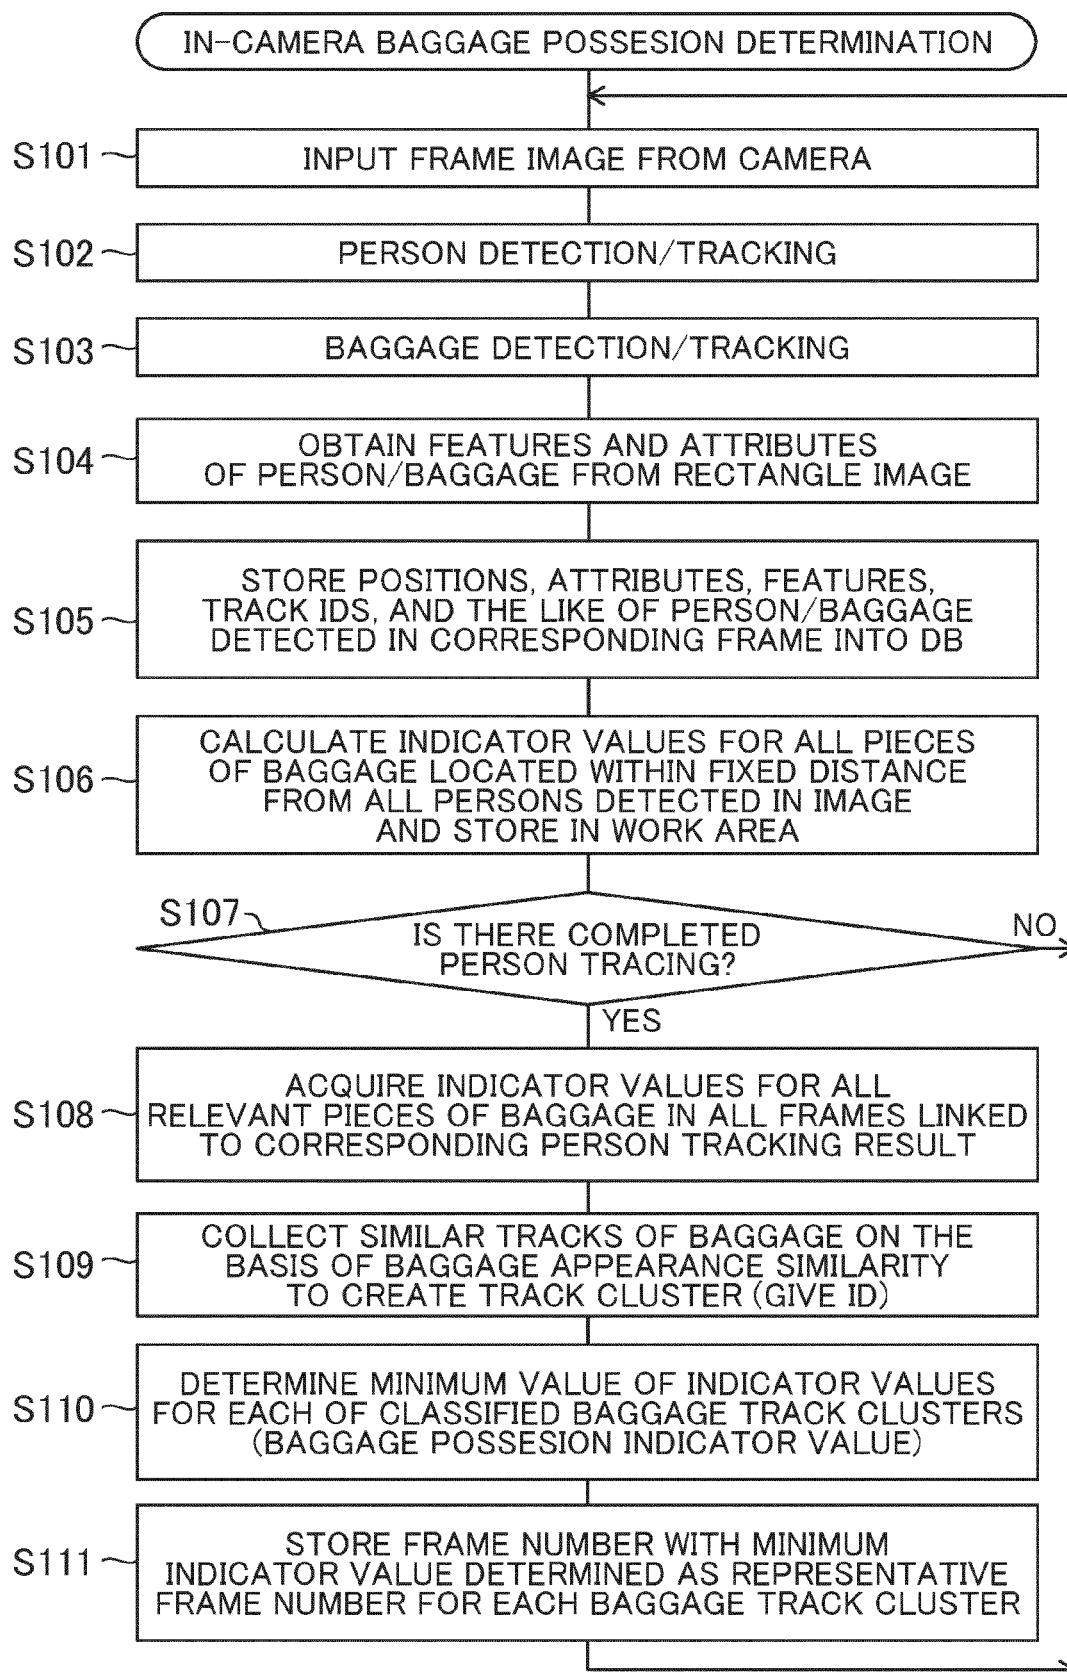 IN-CAMERA BAGGAGE POSSESION DETERMINATION
S101
INPUT FRAME IMAGE FROM CAMERA
S102
PERSON DETECTION/TRACKING
S103
BAGGAGE DETECTION/TRACKING
S104
OBTAIN FEATURES AND ATTRIBUTES
OF PERSON/BAGGAGE FROM RECTANGLE IMAGE
S105
STORE POSITIONS, ATTRIBUTES, FEATURES,
TRACK IDS, AND THE LIKE OF PERSON/BAGGAGE
DETECTED IN CORRESPONDING FRAME INTO DB
S106
CALCULATE INDICATOR VALUES FOR ALL PIECES
OF BAGGAGE LOCATED WITHIN FIXED DISTANCE
FROM ALL PERSONS DETECTED IN IMAGE
AND STORE IN WORK AREA
S107
IS THERE COMPLETED
PERSON TRACING?
NO
YES
S108
ACQUIRE INDICATOR VALUES FOR ALL
RELEVANT PIECES OF BAGGAGE IN ALL FRAMES LINKED
TO CORRESPONDING PERSON TRACKING RESULT
S109
COLLECT SIMILAR TRACKS OF BAGGAGE ON THE
BASIS OF BAGGAGE APPEARANCE SIMILARITY
TO CREATE TRACK CLUSTER (GIVE ID)
S110
DETERMINE MINIMUM VALUE OF INDICATOR VALUES
FOR EACH OF CLASSIFIED BAGGAGE TRACK CLUSTERS
(BAGGAGE POSSESION INDICATOR VALUE)
S111
STORE FRAME NUMBER WITH MINIMUM
INDICATOR VALUE DETERMINED AS REPRESENTATIVE
FRAME NUMBER FOR EACH BAGGAGE TRACK CLUSTER